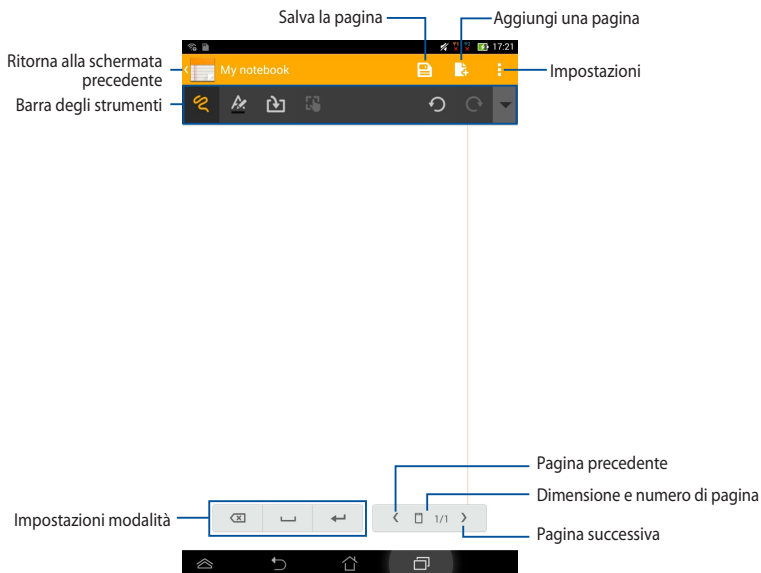 Salva la pagina
Aggiungi una pagina
17:21
Ritorna alla schermata
precedente
My notebook
Impostazioni
Barra degli strumenti
Pagina precedente
Dimensione e numero di pagina
Impostazioni modalità
1/1
Pagina successiva